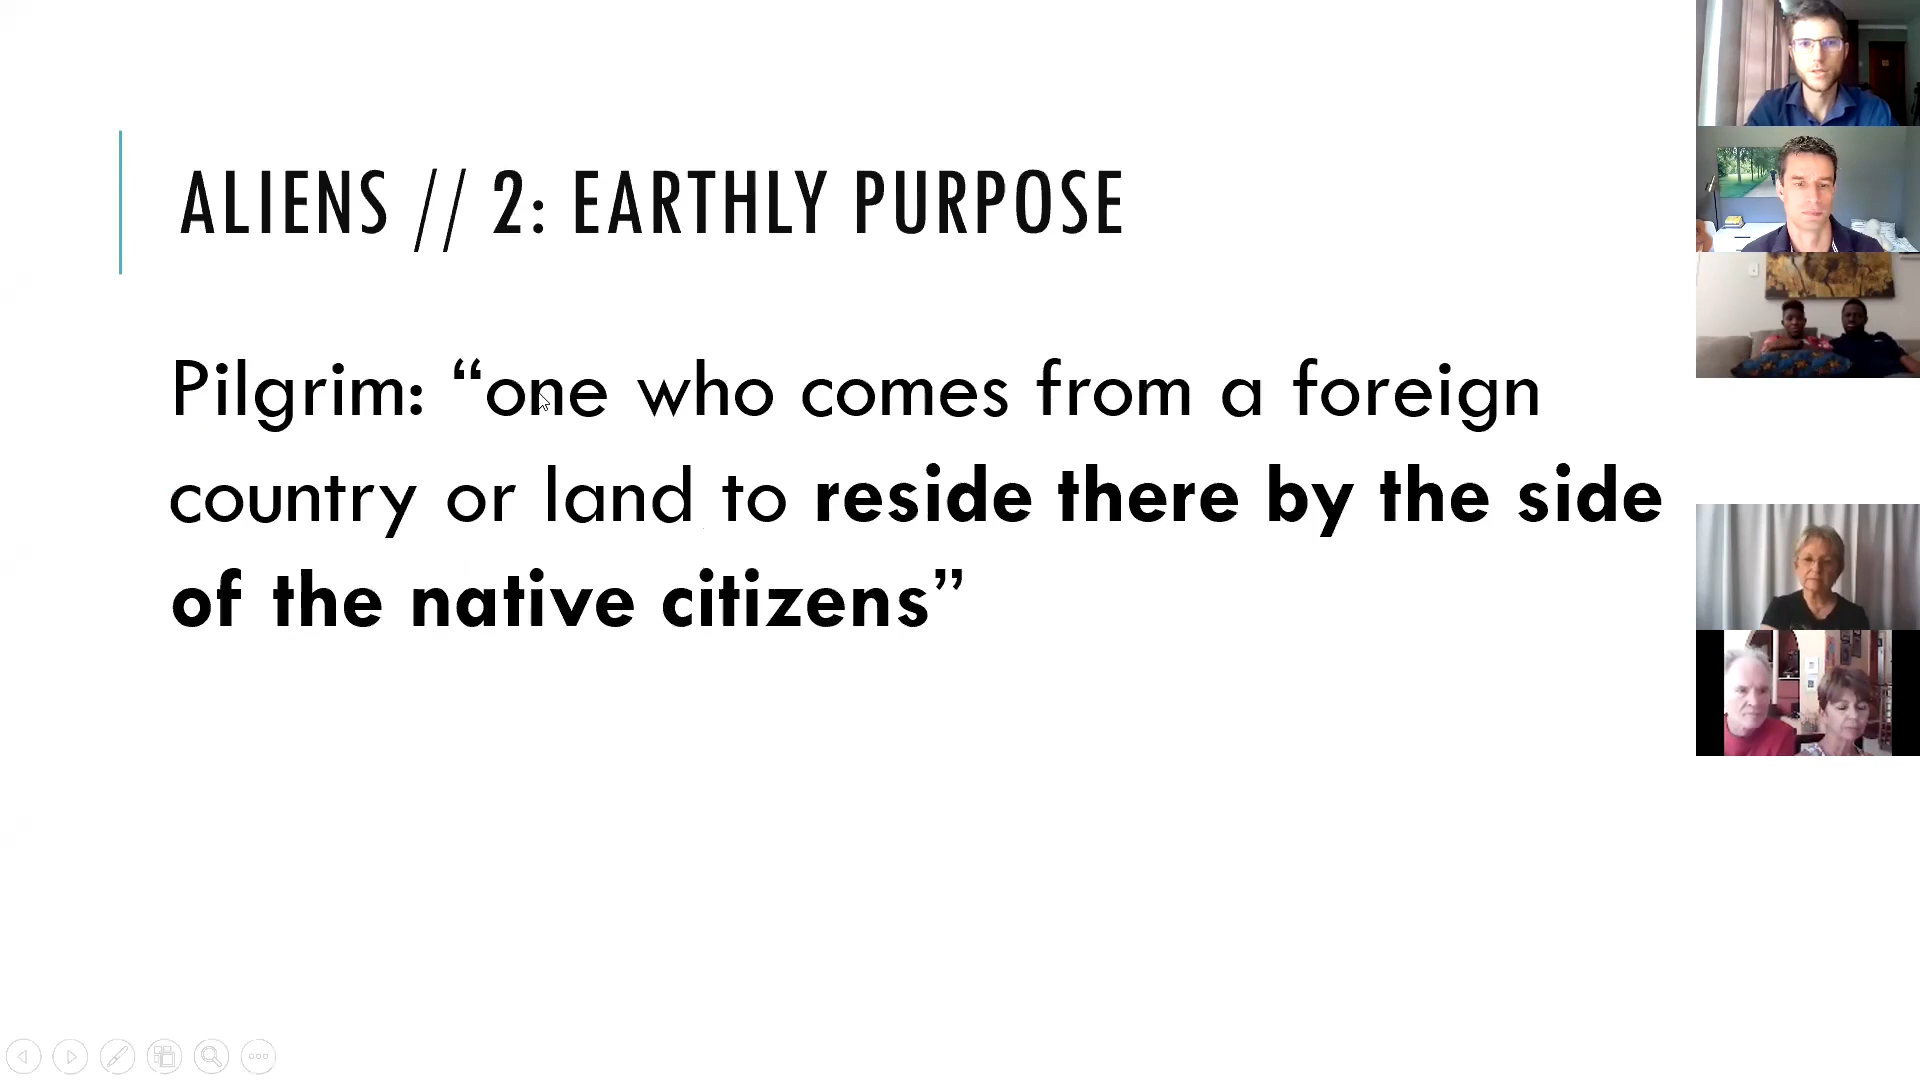 ALIENS // 2: EARTHLY PURPOSE
Pilgrim: “one who comes from a foreign
country or land to reside there by the side
of the native citizens”